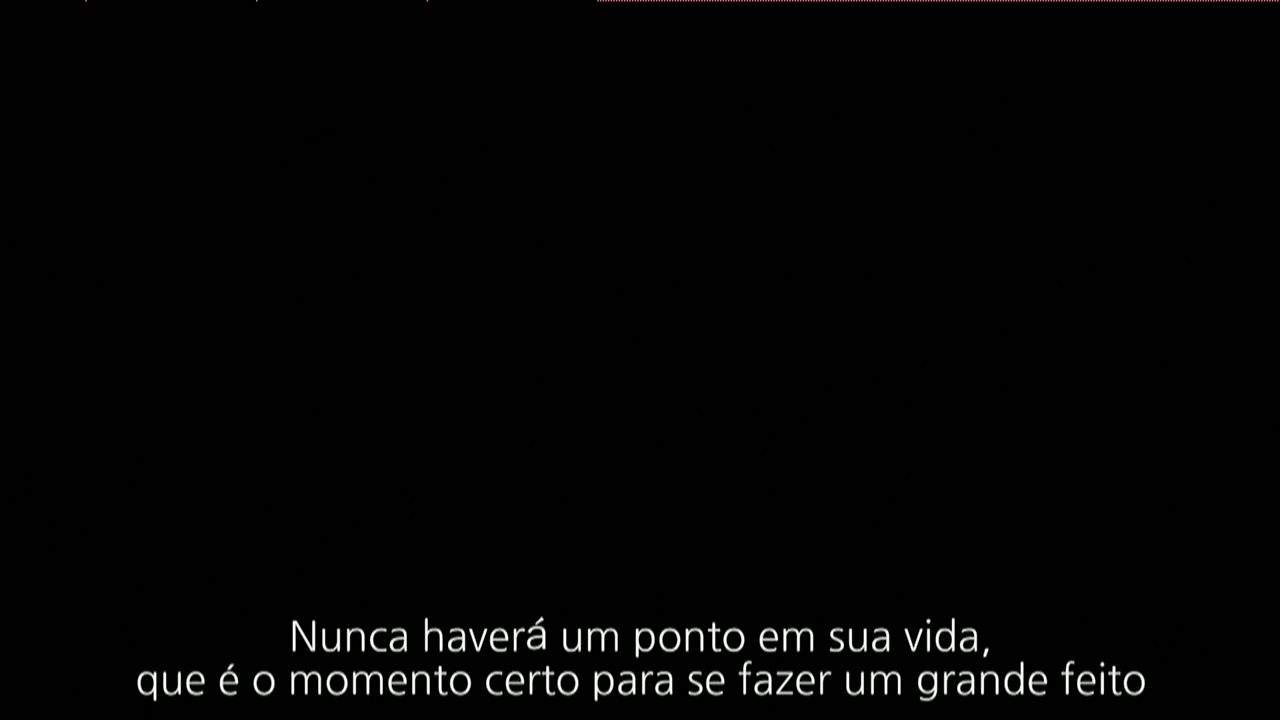 Nunca haverá um ponto em sua vida,
que é o momento certo para se fazer um grande feito